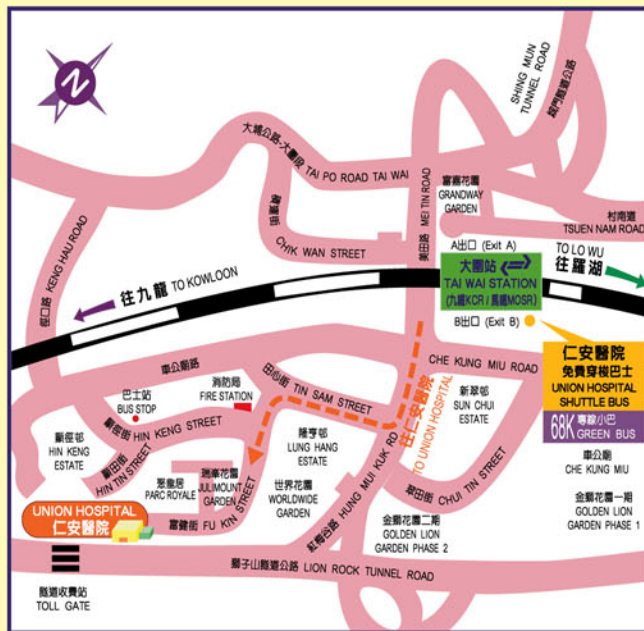 N
SHING MUN
TUNNEL ROAD
城門隧道公路
大埔公路-大圍段 TAI PO ROAD TAI WAI
美田路 MEI TIN ROAD
富嘉花園
GRANDWAY
GARDEN
村南道
TSUEN NAM ROAD
積運街
CHIK WAN STREET
徑口路 KENG HAU ROAD
A出口 (Exit A)
大圍站
TAI WAI STATION
(九鐵KCR / 馬鐵MOSR)
B出口 (Exit B)
TO LO WU
往羅湖
往九龍 TO KOWLOON
車公廟路
CHE KUNG MIU ROAD
仁安醫院
免費穿梭巴士
UNION HOSPITAL
SHUTTLE BUS
68K 專線小巴
GREEN BUS
巴士站
BUS STOP
消防局
FIRE STATION
田心街 TIN SAM STREET
往仁安醫院
TO UNION HOSPITAL
新翠邨
SUN CHUI
ESTATE
顯徑邨
HIN KENG
ESTATE
顯徑街 HIN KENG STREET
顯田街
HIN TIN STREET
隆亨邨
LUNG HANG
ESTATE
車公廟
CHE KUNG MIU
翠田街 CHUI TIN STREET
聚龍居
PARC ROYALE
瑞峯花園
JULIMOUNT
GARDEN
世界花園
WORLDWIDE
GARDEN
紅梅谷路 HUNG MUI KUK RD
金獅花園一期
GOLDEN LION
GARDEN PHASE 1
金獅花園二期
GOLDEN LION
GARDEN PHASE 2
UNION HOSPITAL
仁安醫院
富健街 FU KIN STREET
獅子山隧道公路 LION ROCK TUNNEL ROAD
隧道收費站
TOLL GATE